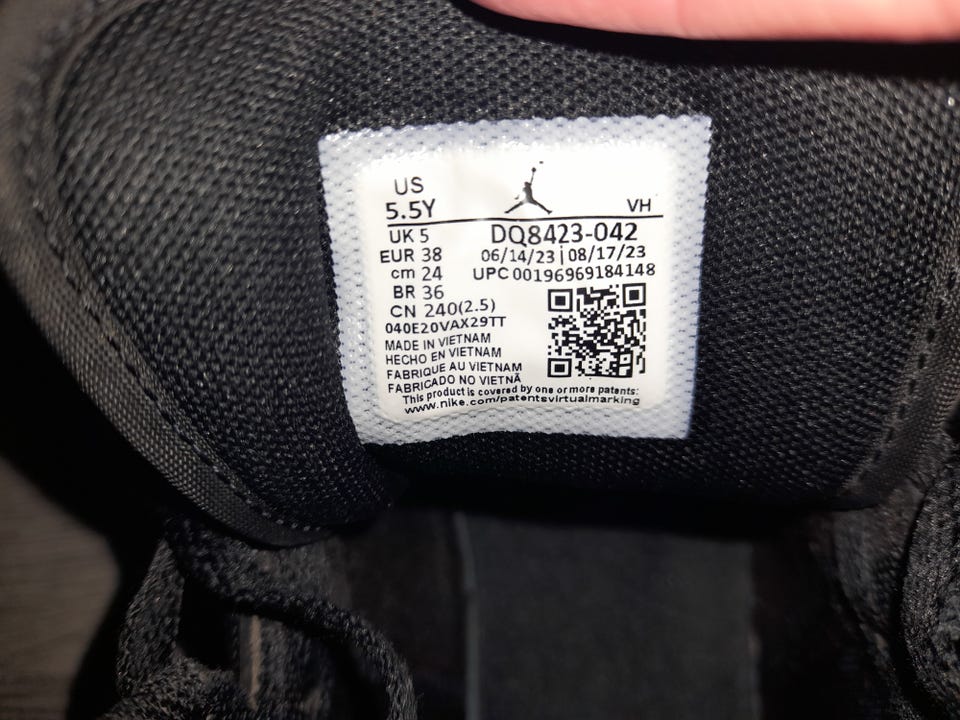 US
5.5Y VH
UK 5 DQ8423-042
EUR 38 06/14/23 | 08/17/23
cm 24 UPC 00196969184148
BR 36
CN 240(2.5)
040E20VAX29TT
MADE IN VIETNAM
HECHO EN VIETNAM
FABRIQUE AU VIETNAM
FABRICADO NO VIETNÃ
This product is covered by one or more patents:
www.nike.com/patentsvirtualmarking